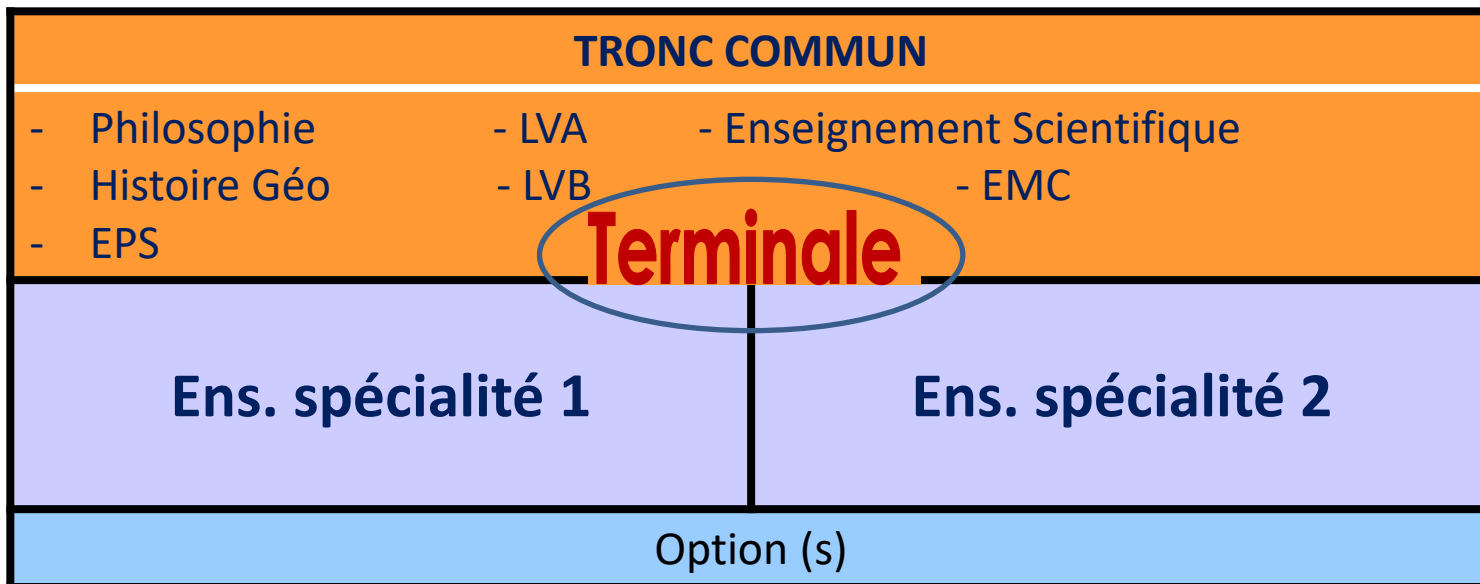 TRONC COMMUN
- Philosophie - LVA - Enseignement Scientifique
- Histoire Géo - LVB - EMC
- EPS
Terminale
Ens. spécialité 1
Ens. spécialité 2
Option (s)